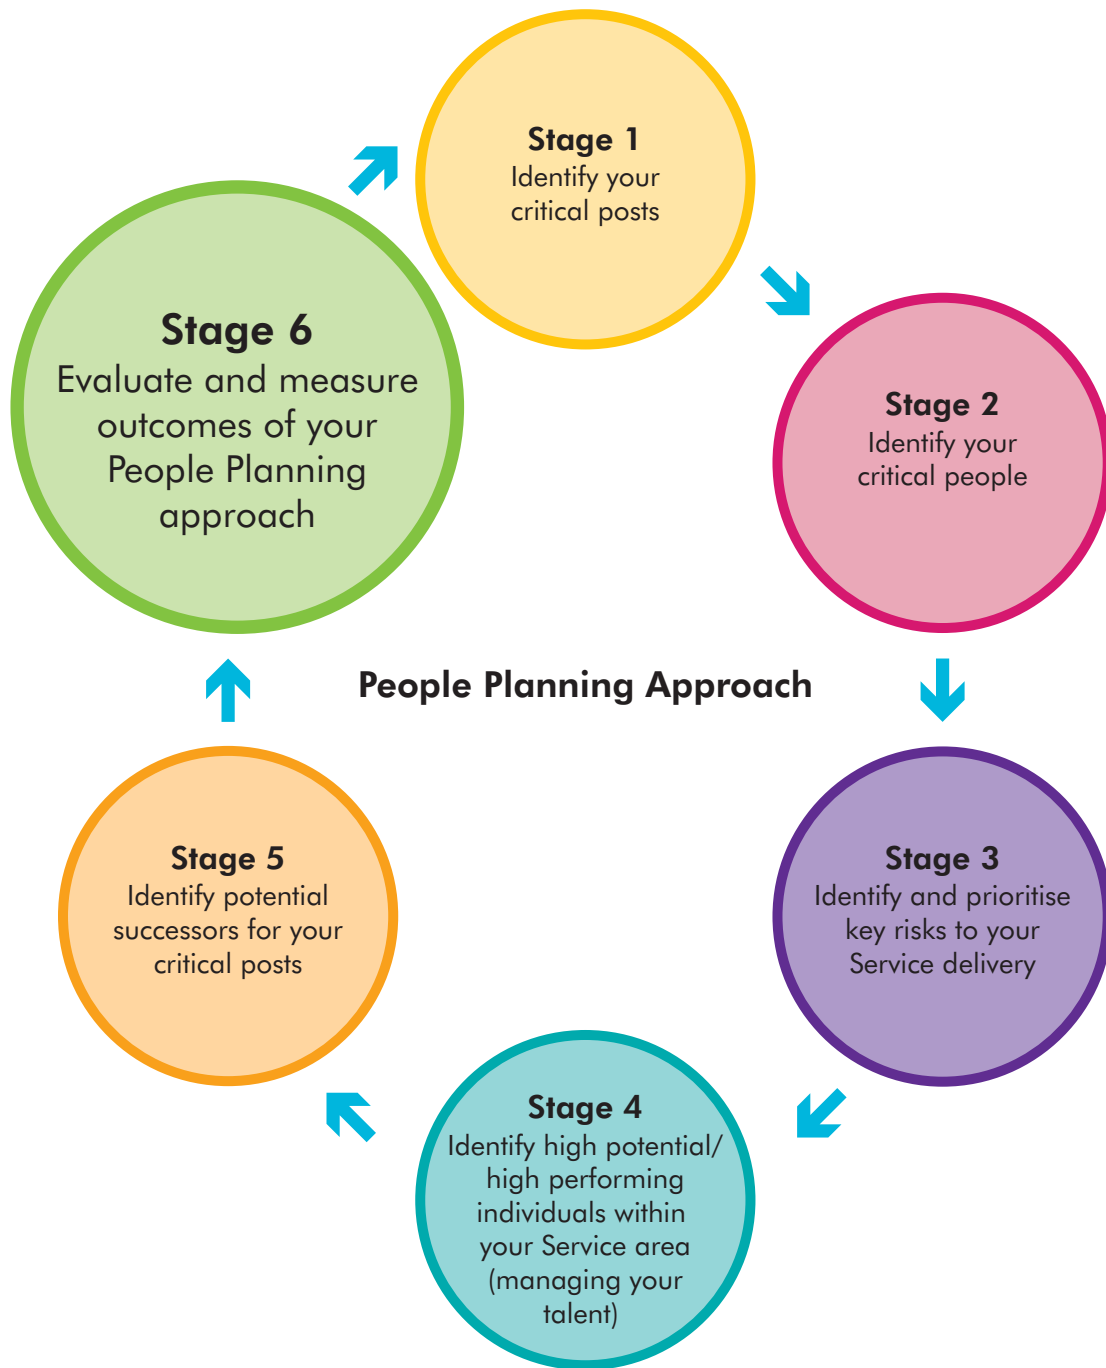 Stage 1
Identify your
critical posts
Stage 2
Identify your
critical people
Stage 3
Identify and prioritise
key risks to your
Service delivery
Stage 4
Identify high potential/
high performing
individuals within
your Service area
(managing your
talent)
Stage 5
Identify potential
successors for your
critical posts
Stage 6
Evaluate and measure
outcomes of your
People Planning
approach
People Planning Approach